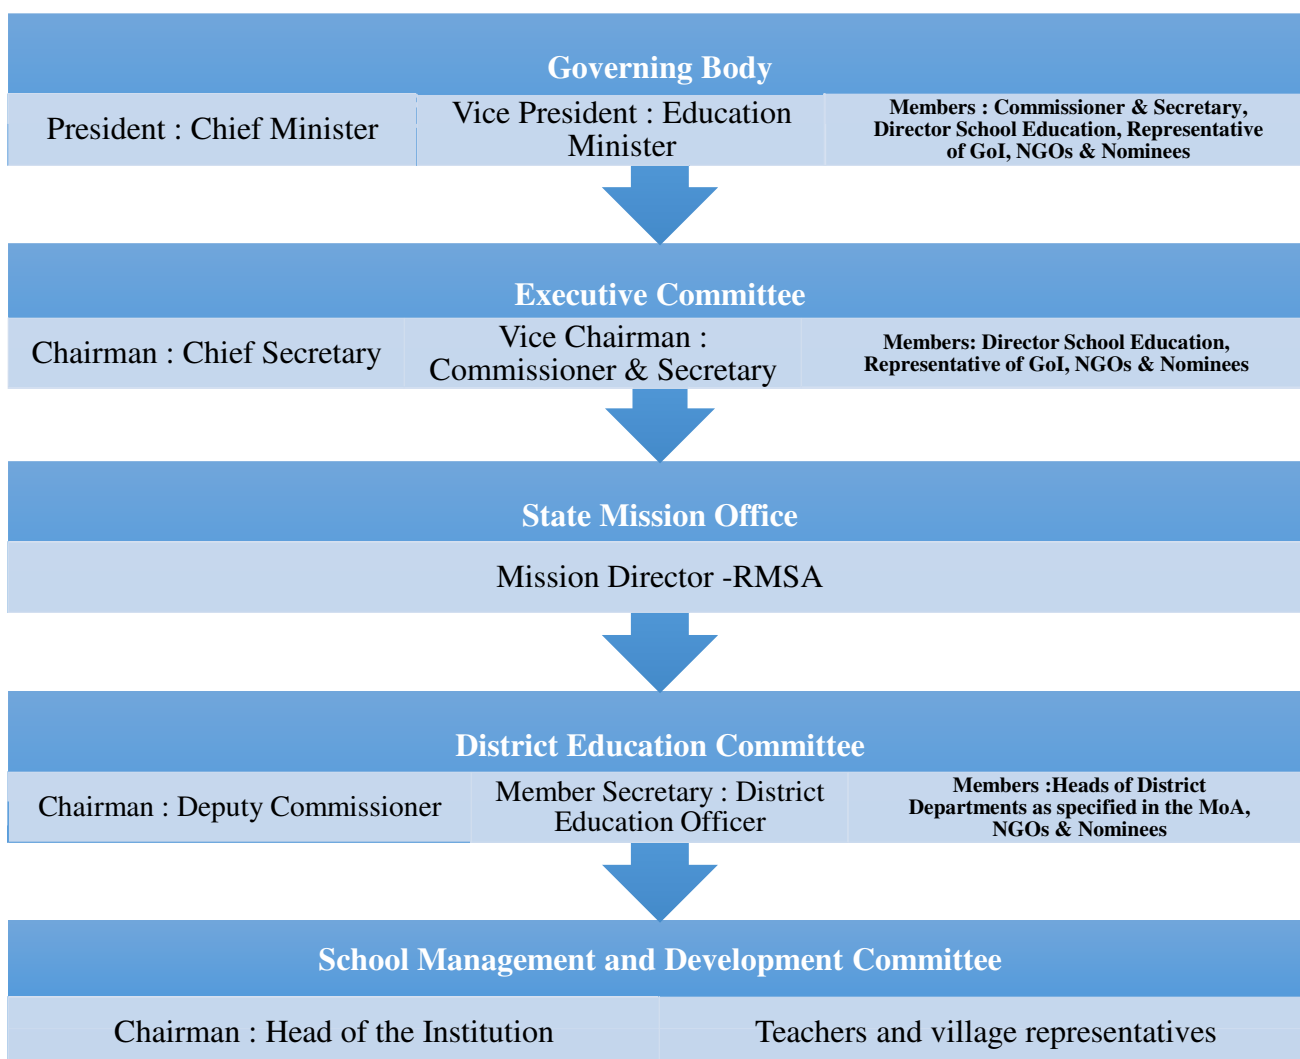 Governing Body
President : Chief Minister
Vice President : Education
Minister
Members : Commissioner & Secretary,
Director School Education, Representative
of GoI, NGOs & Nominees
Executive Committee
Chairman : Chief Secretary
Vice Chairman :
Commissioner & Secretary
Members: Director School Education,
Representative of GoI, NGOs & Nominees
State Mission Office
Mission Director -RMSA
District Education Committee
Chairman : Deputy Commissioner
Member Secretary : District
Education Officer
Members :Heads of District
Departments as specified in the MoA,
NGOs & Nominees
School Management and Development Committee
Chairman : Head of the Institution
Teachers and village representatives